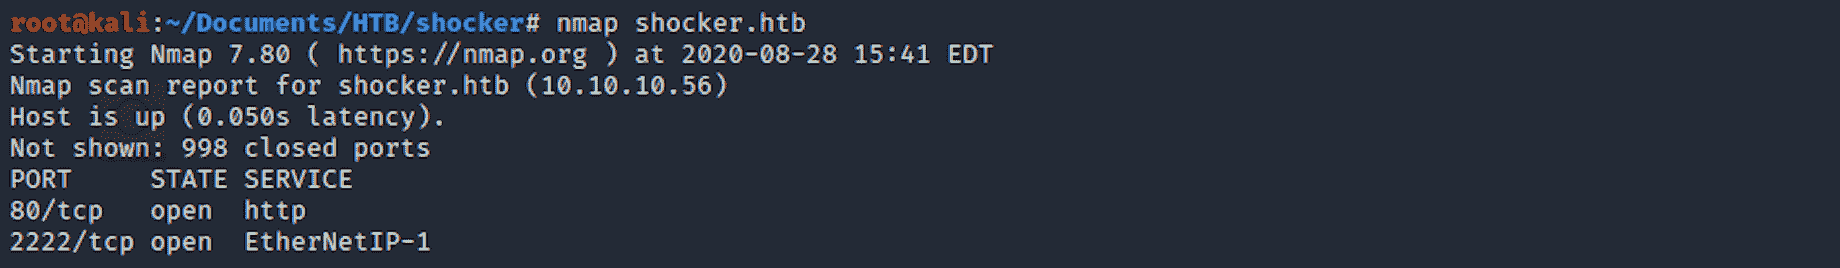 root@kali:~/Documents/HTB/shocker# nmap shocker.htb
Starting Nmap 7.80 ( https://nmap.org ) at 2020-08-28 15:41 EDT
Nmap scan report for shocker.htb (10.10.10.56)
Host is up (0.050s latency).
Not shown: 998 closed ports
PORT     STATE SERVICE
80/tcp   open  http
2222/tcp open  EtherNetIP-1